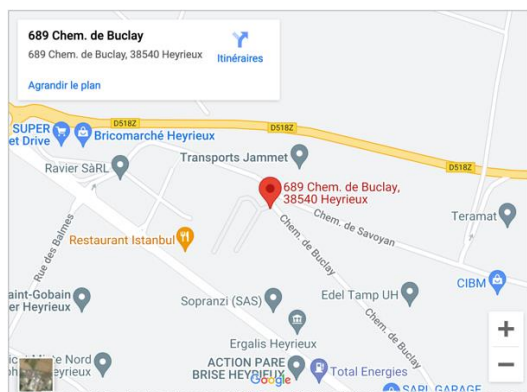 689 Chem. de Buclay
689 Chem. de Buclay, 38540 Heyrieux
Itinéraires
Agrandir le plan
D518Z
SUPER
et Drive
Bricomarché Heyrieux
D518Z
Transports Jammet
D518Z
Ravier SàRL
689 Chem. de Buclay,
38540 Heyrieux
Chem. de Savoyan
Teramat
Rue des Balmes
Restaurant Istanbul
Chem. de Buclay
CIBM
aint-Gobain
er Heyrieux
Sopranzi (SAS)
Edel Tamp UH
Chem. de Buclay
Ergalis Heyrieux
Nord
ACTION PARE
BRISE HEYRIEUX
Google
Total Energies
SARL GARAGE